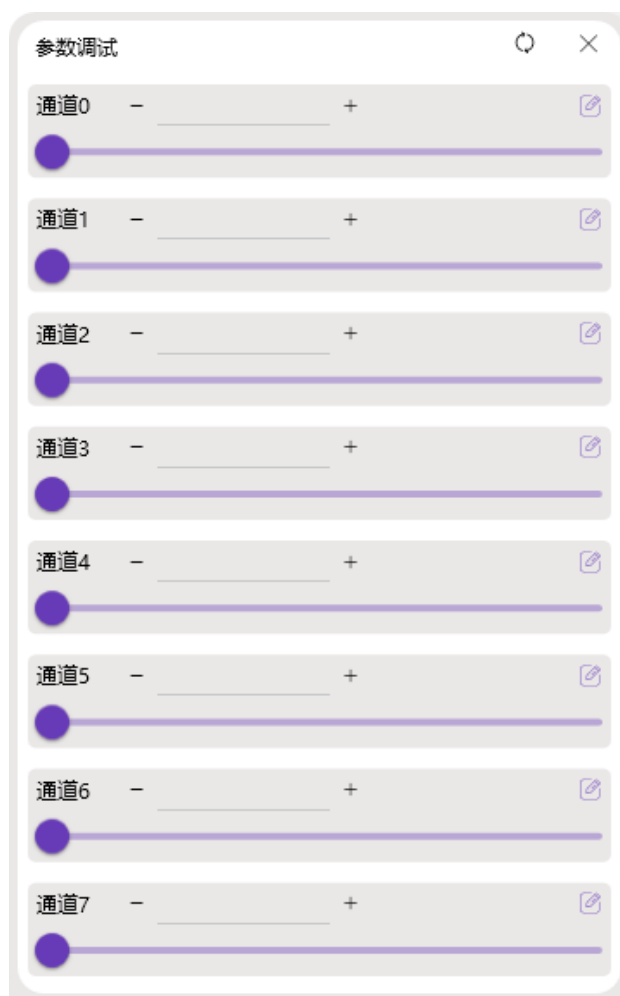 参数调试
通道0 - +
通道1 - +
通道2 - +
通道3 - +
通道4 - +
通道5 - +
通道6 - +
通道7 - +